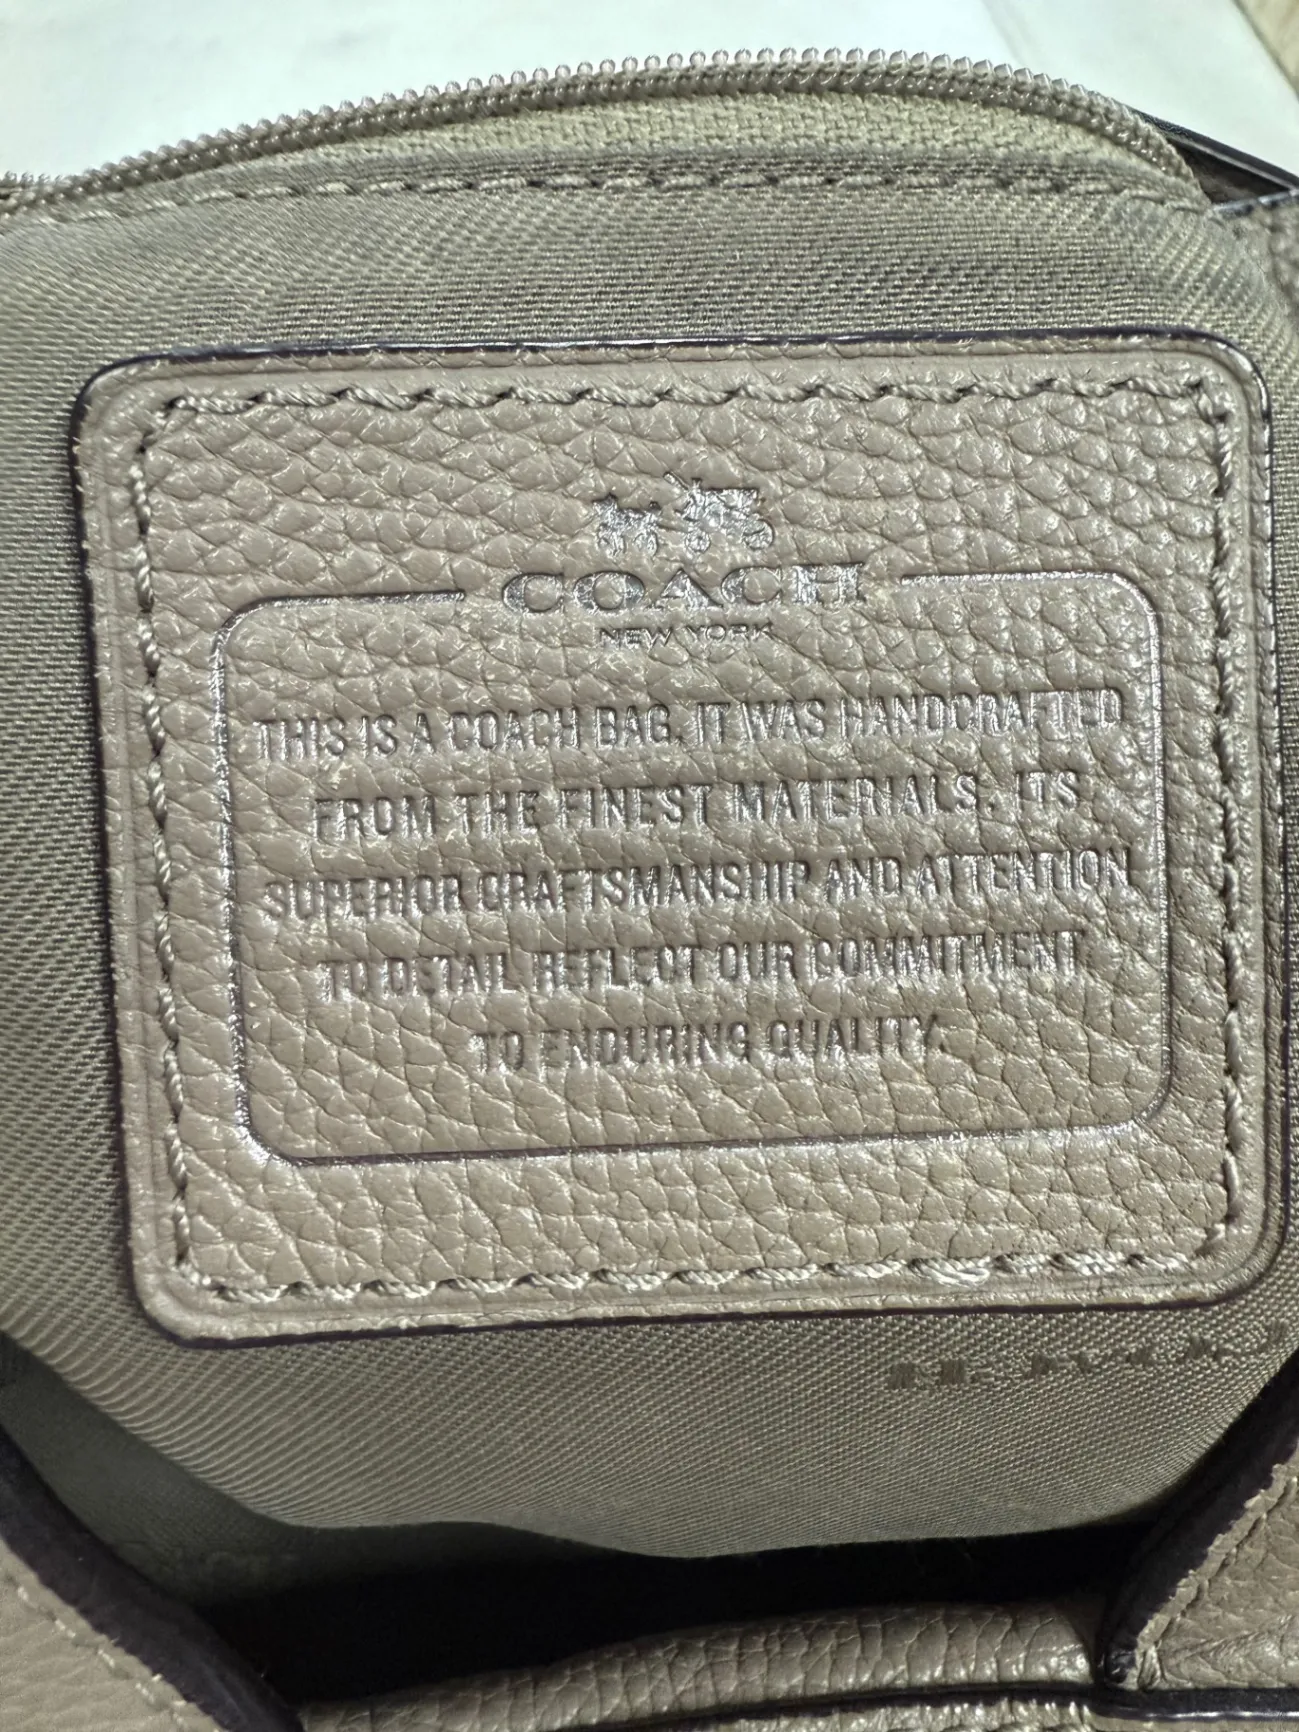 COACH
NEW YORK
THIS IS A COACH BAG. IT WAS HANDCRAFTED
FROM THE FINEST MATERIALS. ITS
SUPERIOR CRAFTSMANSHIP AND ATTENTION
TO DETAIL REFLECT OUR COMMITMENT
TO ENDURING QUALITY.